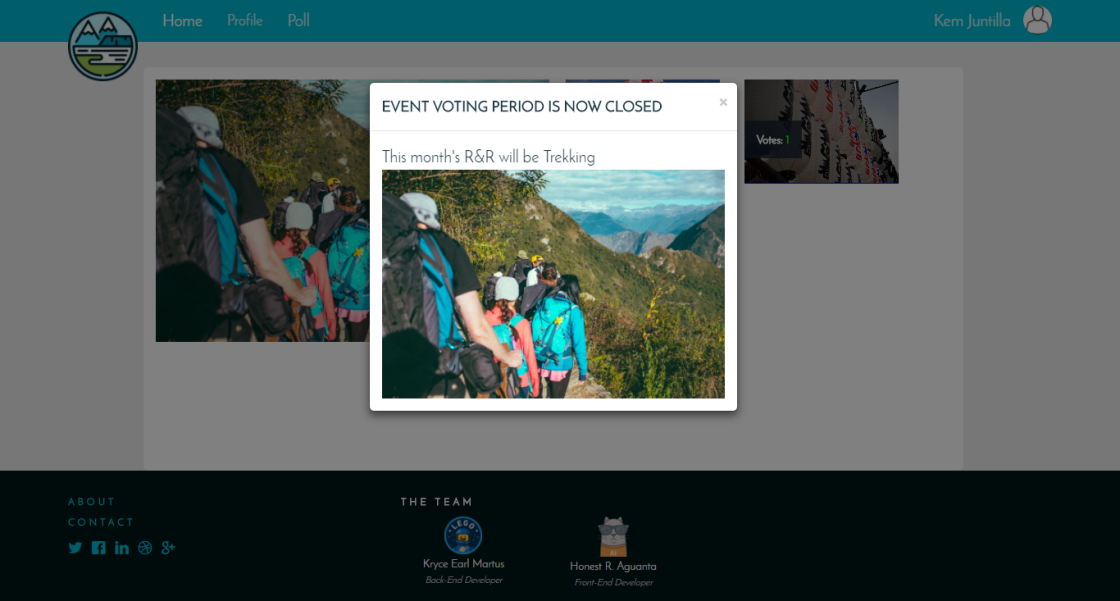 Home Profile Poll Kem Juntilla
EVENT VOTING PERIOD IS NOW CLOSED ×
This month's R&R will be Trekking
Votes: 1
ABOUT
CONTACT
THE TEAM
LEGO
Kryce Earl Martus
Back-End Developer
Honest R. Aguanta
Front-End Developer